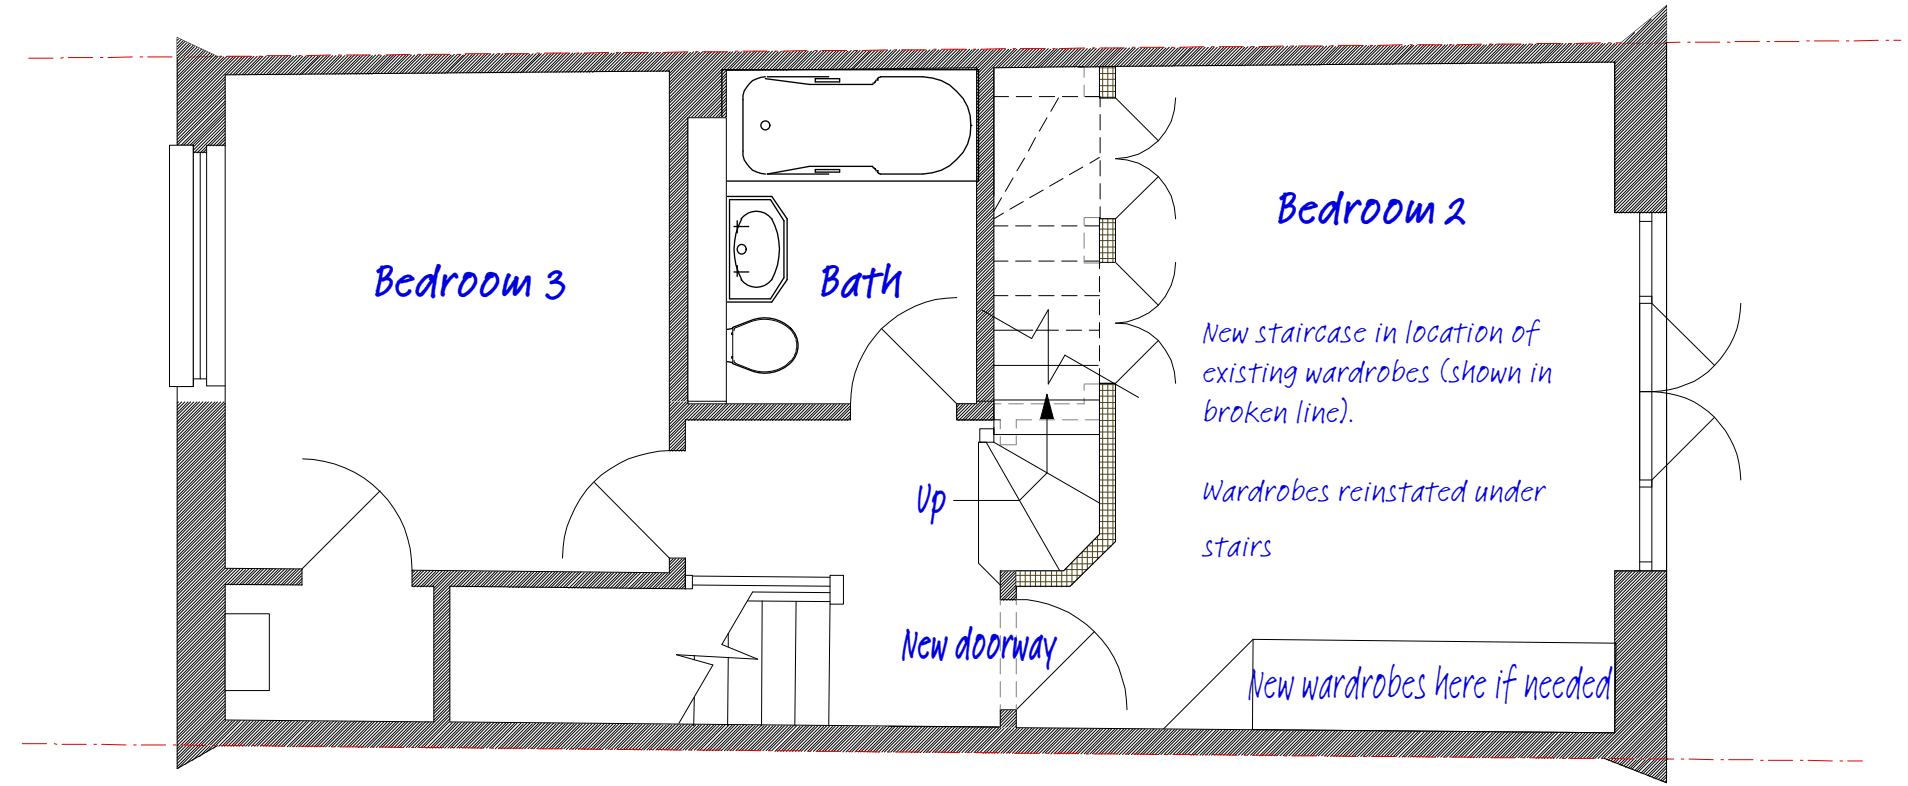 Bedroom 2
Bedroom 3
Bath
New staircase in location of
existing wardrobes (shown in
broken line).
Wardrobes reinstated under
stairs
Up
New doorway
New wardrobes here if needed